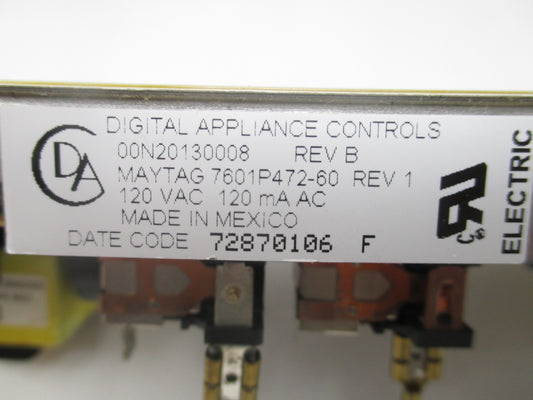 DIGITAL APPLIANCE CONTROLS
00N20130008 REV B
MAYTAG 7601P472-60 REV 1
120 VAC 120 mA AC
MADE IN MEXICO
DATE CODE 72870106 F
ELECTRIC